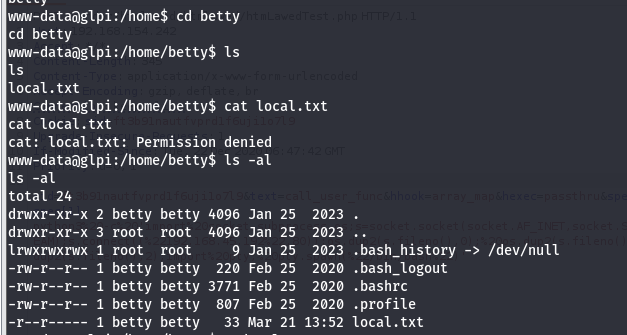 www-data@glpi:/home$ cd betty
cd betty
www-data@glpi:/home/betty$ ls
ls
local.txt
www-data@glpi:/home/betty$ cat local.txt
cat local.txt
cat: local.txt: Permission denied
www-data@glpi:/home/betty$ ls -al
ls -al
total 24
drwxr-xr-x 2 betty betty 4096 Jan 25  2023 .
drwxr-xr-x 3 root  root  4096 Jan 25  2023 ..
lrwxrwxrwx 1 root  root     9 Jan 25  2023 .bash_history -> /dev/null
-rw-r--r-- 1 betty betty  220 Feb 25  2020 .bash_logout
-rw-r--r-- 1 betty betty 3771 Feb 25  2020 .bashrc
-rw-r--r-- 1 betty betty  807 Feb 25  2020 .profile
-r--r----- 1 betty betty   33 Mar 21 13:52 local.txt